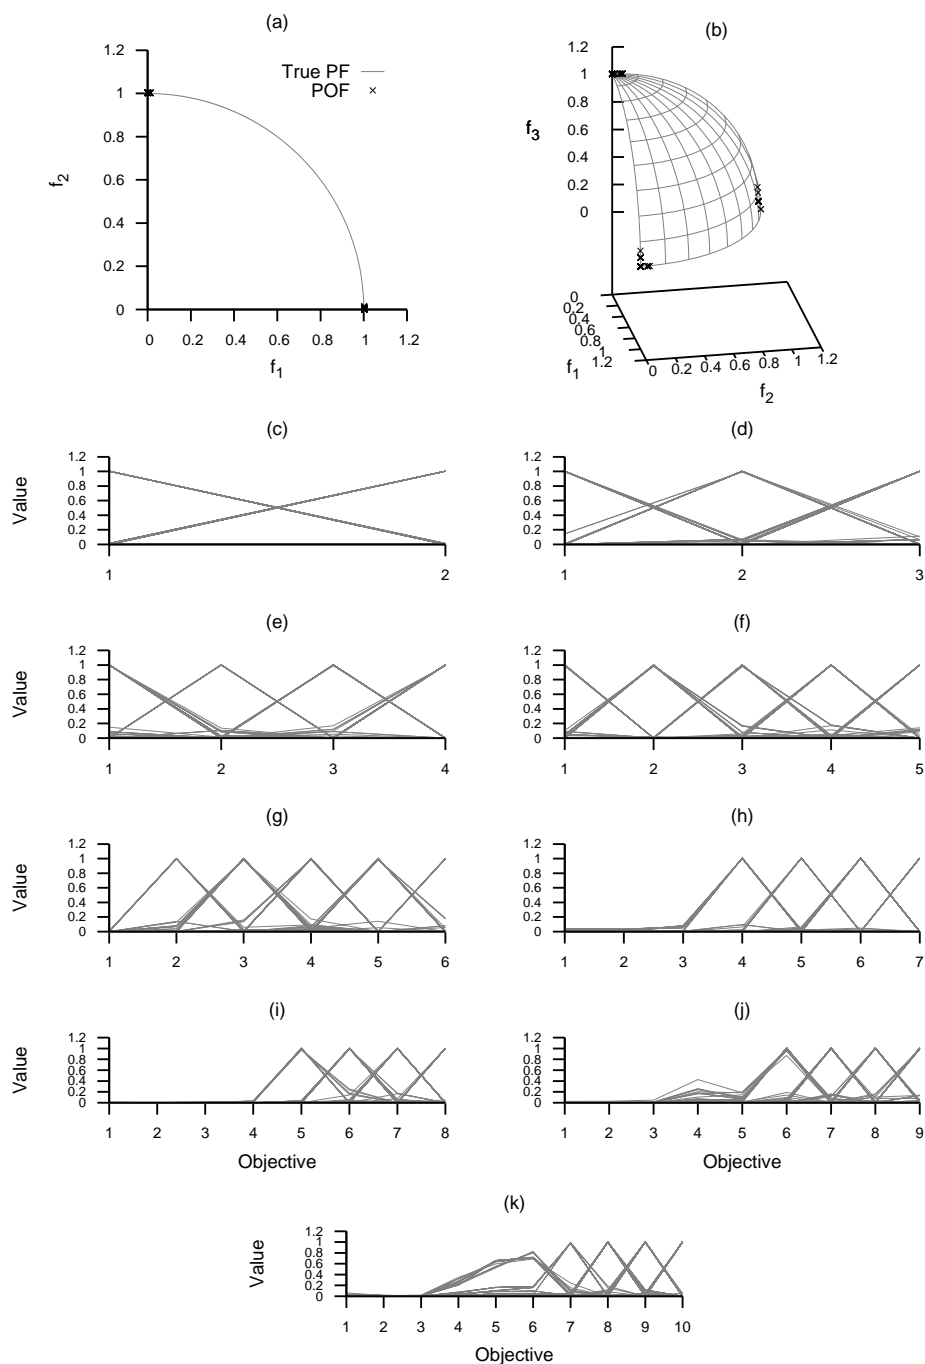 (a)
1.2
1
0.8
0.6
0.4
0.2
0
0 0.2 0.4 0.6 0.8 1 1.2
f2
f1
True PF
POF
(b)
1.2
1
0.8
0.6
0.4
0.2
0
f3
0
0.2
0.4
0.6
0.8
1
1.2
f1
0 0.2 0.4 0.6 0.8 1 1.2
f2
(c)
Value
1.2
1
0.8
0.6
0.4
0.2
0
1 2
(d)
1.2
1
0.8
0.6
0.4
0.2
0
1 2 3
(e)
Value
1.2
1
0.8
0.6
0.4
0.2
0
1 2 3 4
(f)
1.2
1
0.8
0.6
0.4
0.2
0
1 2 3 4 5
(g)
Value
1.2
1
0.8
0.6
0.4
0.2
0
1 2 3 4 5 6
(h)
1.2
1
0.8
0.6
0.4
0.2
0
1 2 3 4 5 6 7
(i)
Value
1.2
1
0.8
0.6
0.4
0.2
0
1 2 3 4 5 6 7 8
Objective
(j)
1.2
1
0.8
0.6
0.4
0.2
0
1 2 3 4 5 6 7 8 9
Objective
(k)
Value
1.2
1
0.8
0.6
0.4
0.2
0
1 2 3 4 5 6 7 8 9 10
Objective